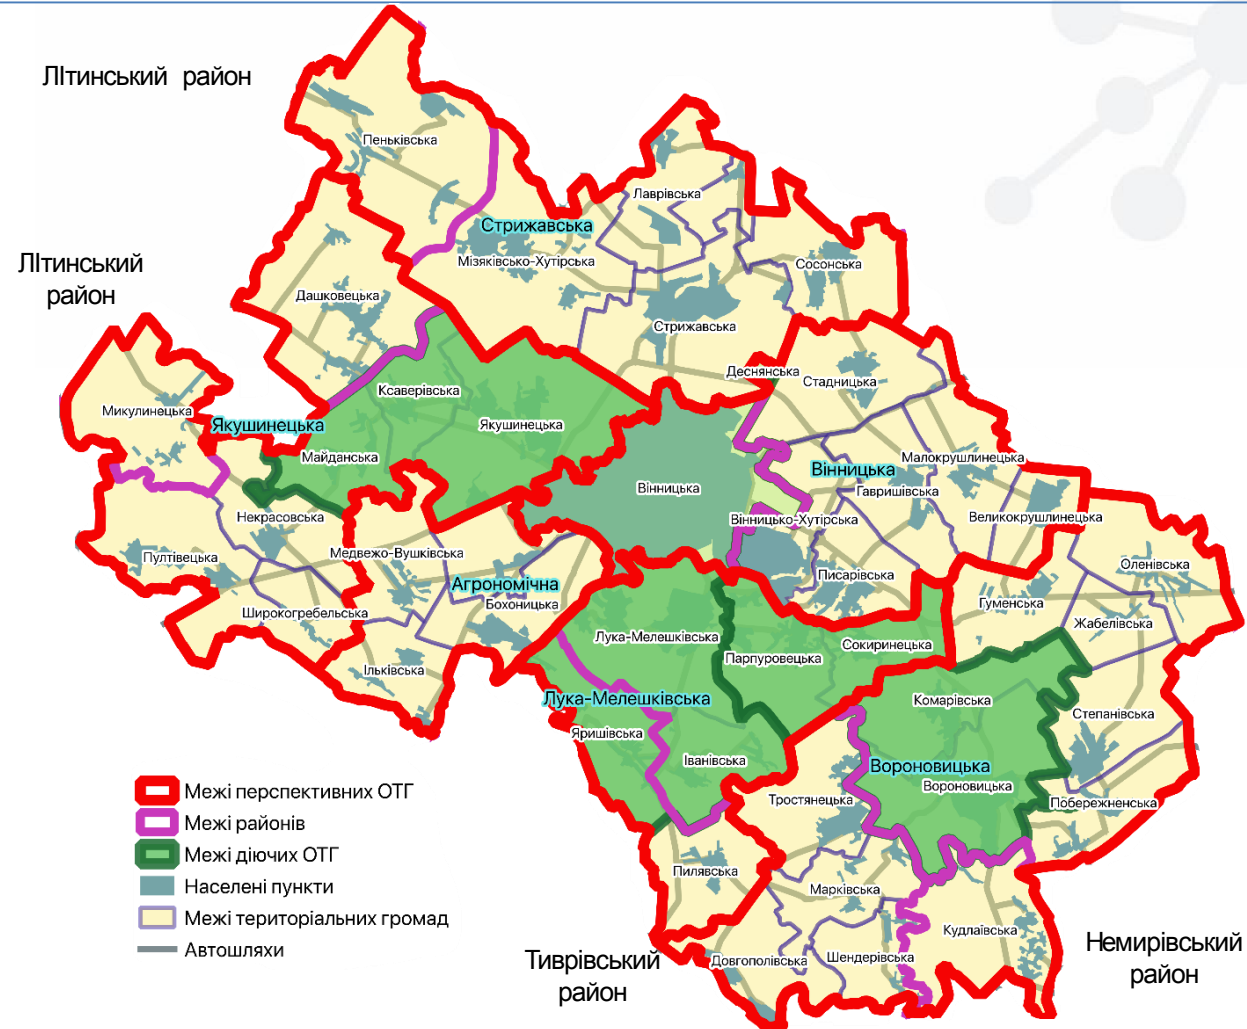 ЛІтинський район
Пеньківська
Лаврівська
Стрижавська
Мізяківсько-Хутірська
Сосонська
ЛІтинський
район
Дашковецька
Стрижавська
Деснянська
Стадницька
Ксаверівська
Микулинецька
Якушинецька
Якушинецька
Майданська
Малокрушлинецька
Вінницька
Вінницька
Гавришівська
Некрасовська
Вінницько-Хутірська
Великокрушлинецька
Медвежо-Вушківська
Пултівецька
Оленівська
Писарівська
Агрономічна
Бохоницька
Гуменська
Широкогребельська
Жабелівська
Лука-Мелешківська
Сокиринецька
Парпуровецька
Ільківська
Лука-Мелешківська
Комарівська
Степанівська
Яришівська
Іванівська
Вороновицька
Вороновицька
Тростянецька
Побережненська
Пилявська
Марківська
Кудлаївська
Довгополівська
Шендерівська
Тиврівський
район
Немирівський
район
Межі перспективних ОТГ
Межі районів
Межі діючих ОТГ
Населені пункти
Межі територіальних громад
Автошляхи